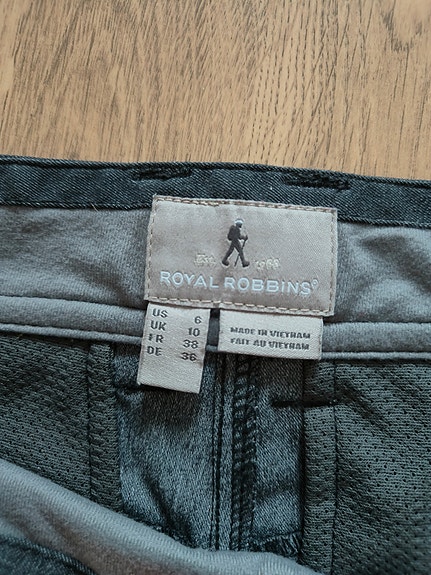 Est. 1968
ROYAL ROBBINS®
US 6
UK 10
FR 38
DE 36
MADE IN VIETNAM
FAIT AU VIETNAM